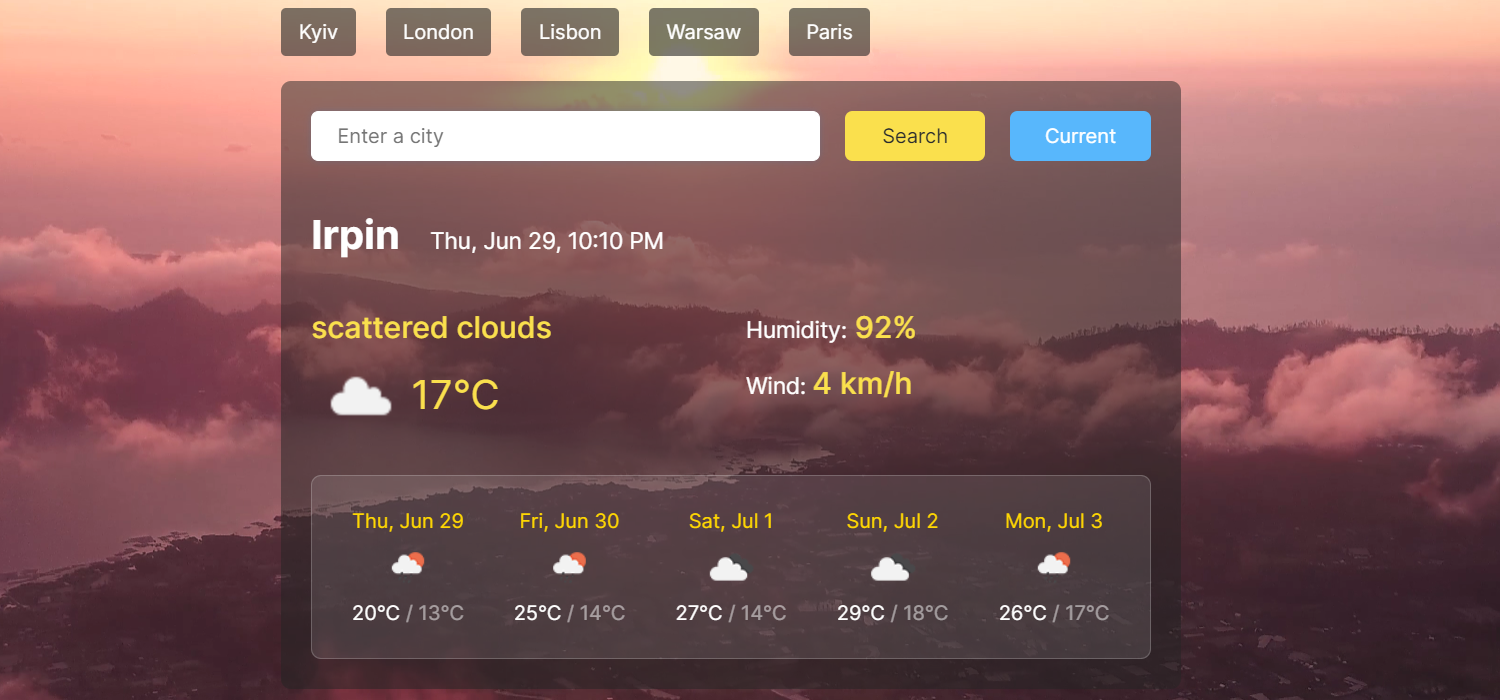 Kyiv London Lisbon Warsaw Paris
Enter a city Search Current
Irpin Thu, Jun 29, 10:10 PM
scattered clouds Humidity: 92%
17°C Wind: 4 km/h
Thu, Jun 29 Fri, Jun 30 Sat, Jul 1 Sun, Jul 2 Mon, Jul 3
20°C / 13°C 25°C / 14°C 27°C / 14°C 29°C / 18°C 26°C / 17°C